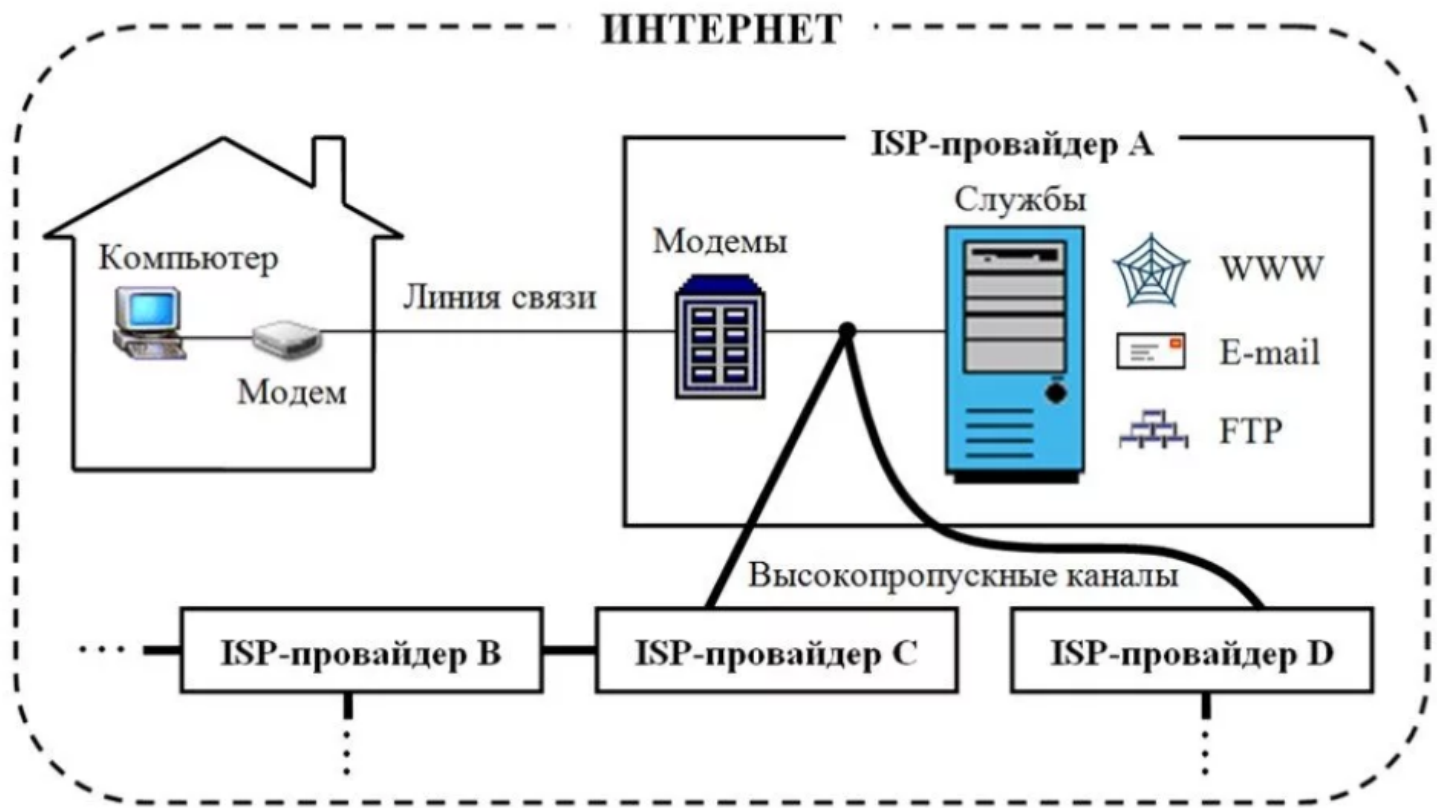 ИНТЕРНЕТ
ISP-провайдер A
Службы
Компьютер
Модемы
Линия связи
Модем
WWW
E-mail
FTP
Высокопропускные каналы
ISP-провайдер B
ISP-провайдер C
ISP-провайдер D